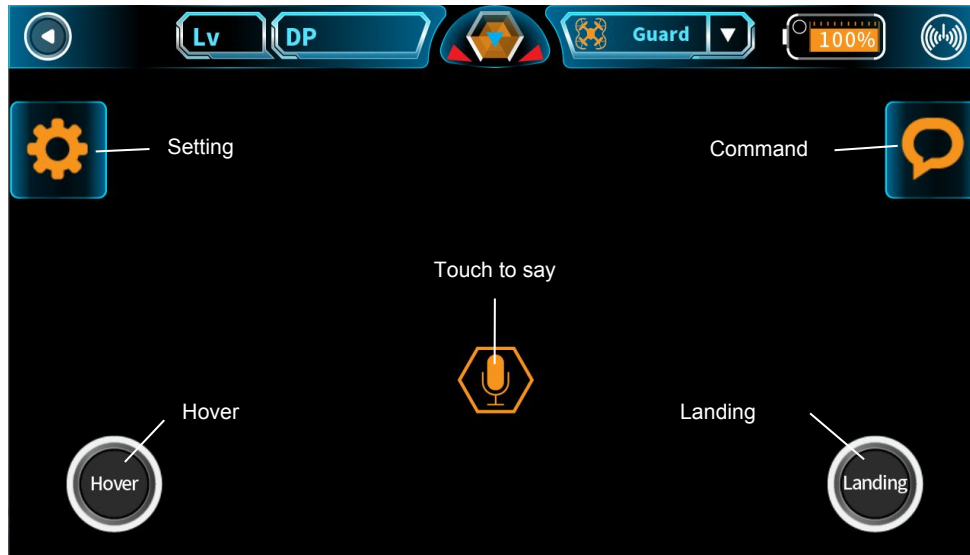 Lv
DP
Guard
100%
Setting
Command
Touch to say
Hover
Landing
Hover
Landing